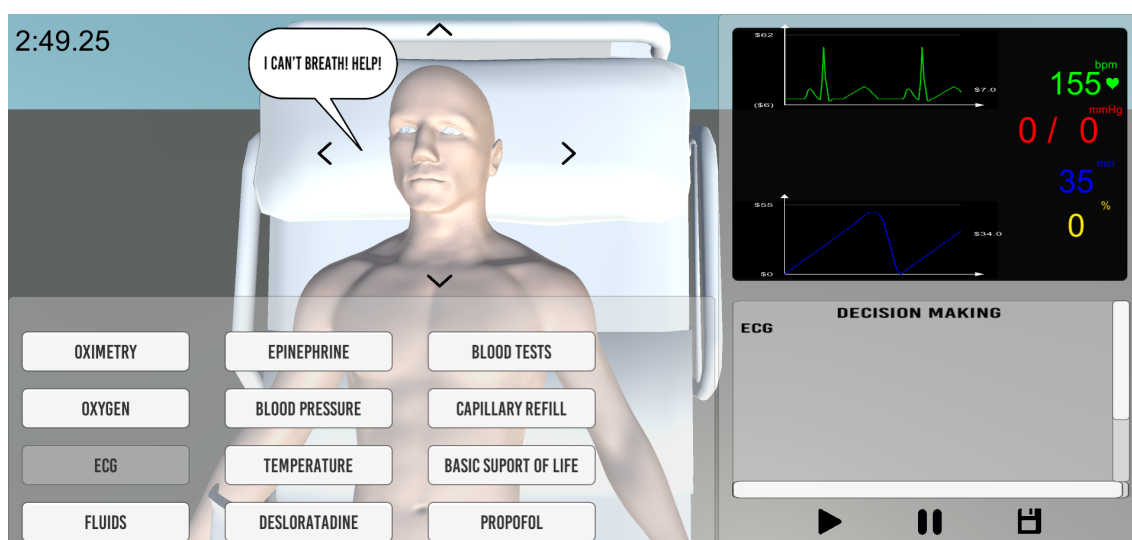 2:49.25
I CAN'T BREATH! HELP!
OXIMETRY
EPINEPHRINE
BLOOD TESTS
OXYGEN
BLOOD PRESSURE
CAPILLARY REFILL
ECG
TEMPERATURE
BASIC SUPORT OF LIFE
FLUIDS
DESLORATADINE
PROPOFOL
$62
($6)
$7.0
bpm
155
mmHg
0 / 0
min
35
%
0
$55
$0
$34.0
DECISION MAKING
ECG